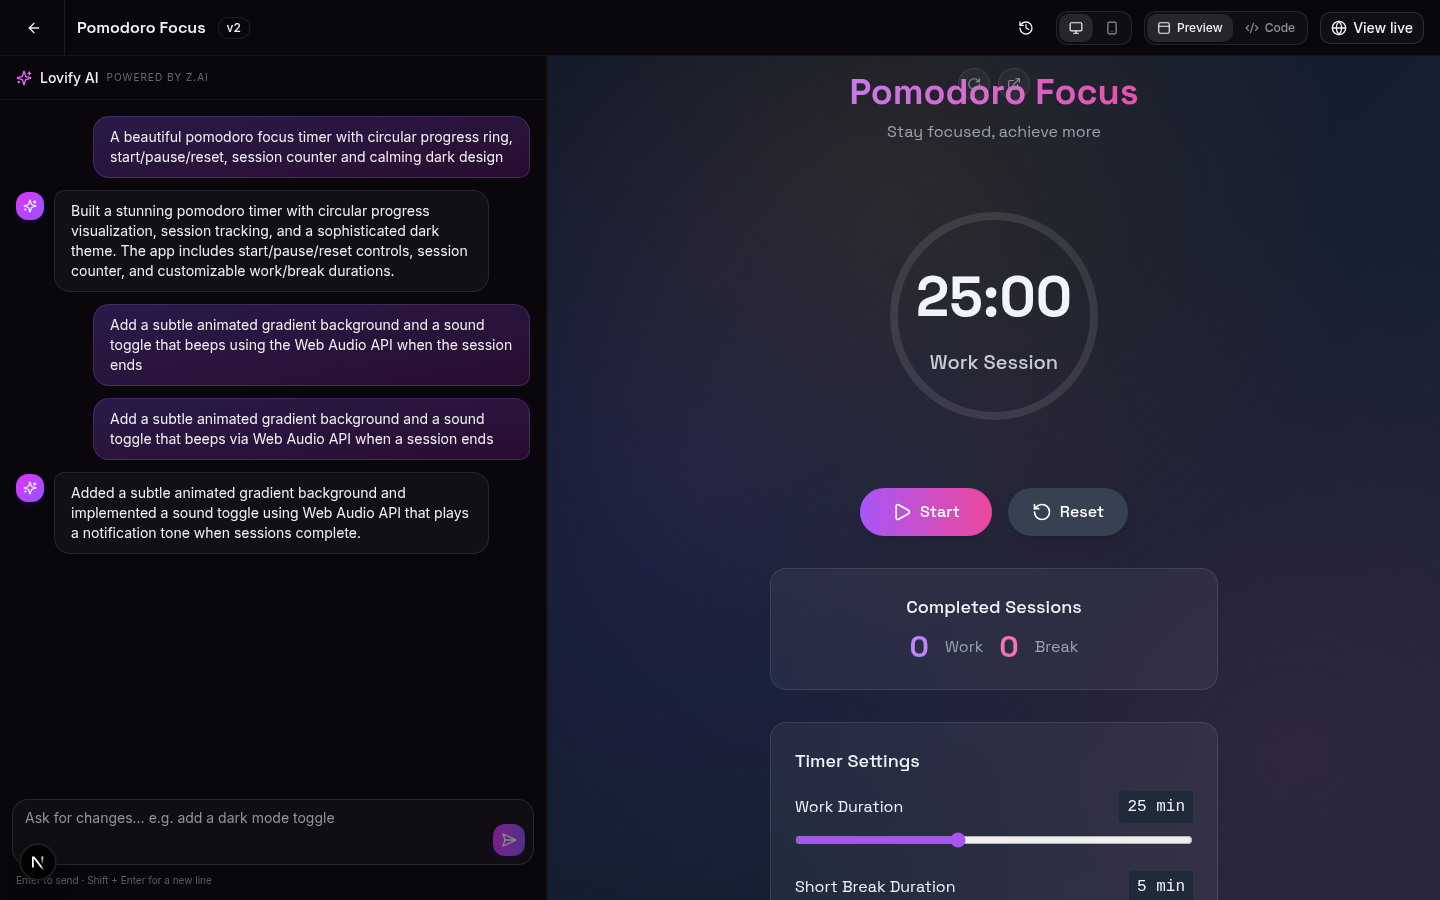 Pomodoro Focus v2
Preview
Code
View live
Lovify AI POWERED BY Z.AI
A beautiful pomodoro focus timer with circular progress ring,
start/pause/reset, session counter and calming dark design
Built a stunning pomodoro timer with circular progress
visualization, session tracking, and a sophisticated dark
theme. The app includes start/pause/reset controls, session
counter, and customizable work/break durations.
Add a subtle animated gradient background and a sound
toggle that beeps using the Web Audio API when the session
ends
Add a subtle animated gradient background and a sound
toggle that beeps via Web Audio API when a session ends
Added a subtle animated gradient background and
implemented a sound toggle using Web Audio API that plays
a notification tone when sessions complete.
Ask for changes... e.g. add a dark mode toggle
N
Enter to send · Shift + Enter for a new line
Pomodoro Focus
Stay focused, achieve more
25:00
Work Session
Start
Reset
Completed Sessions
0 Work 0 Break
Timer Settings
Work Duration 25 min
Short Break Duration 5 min